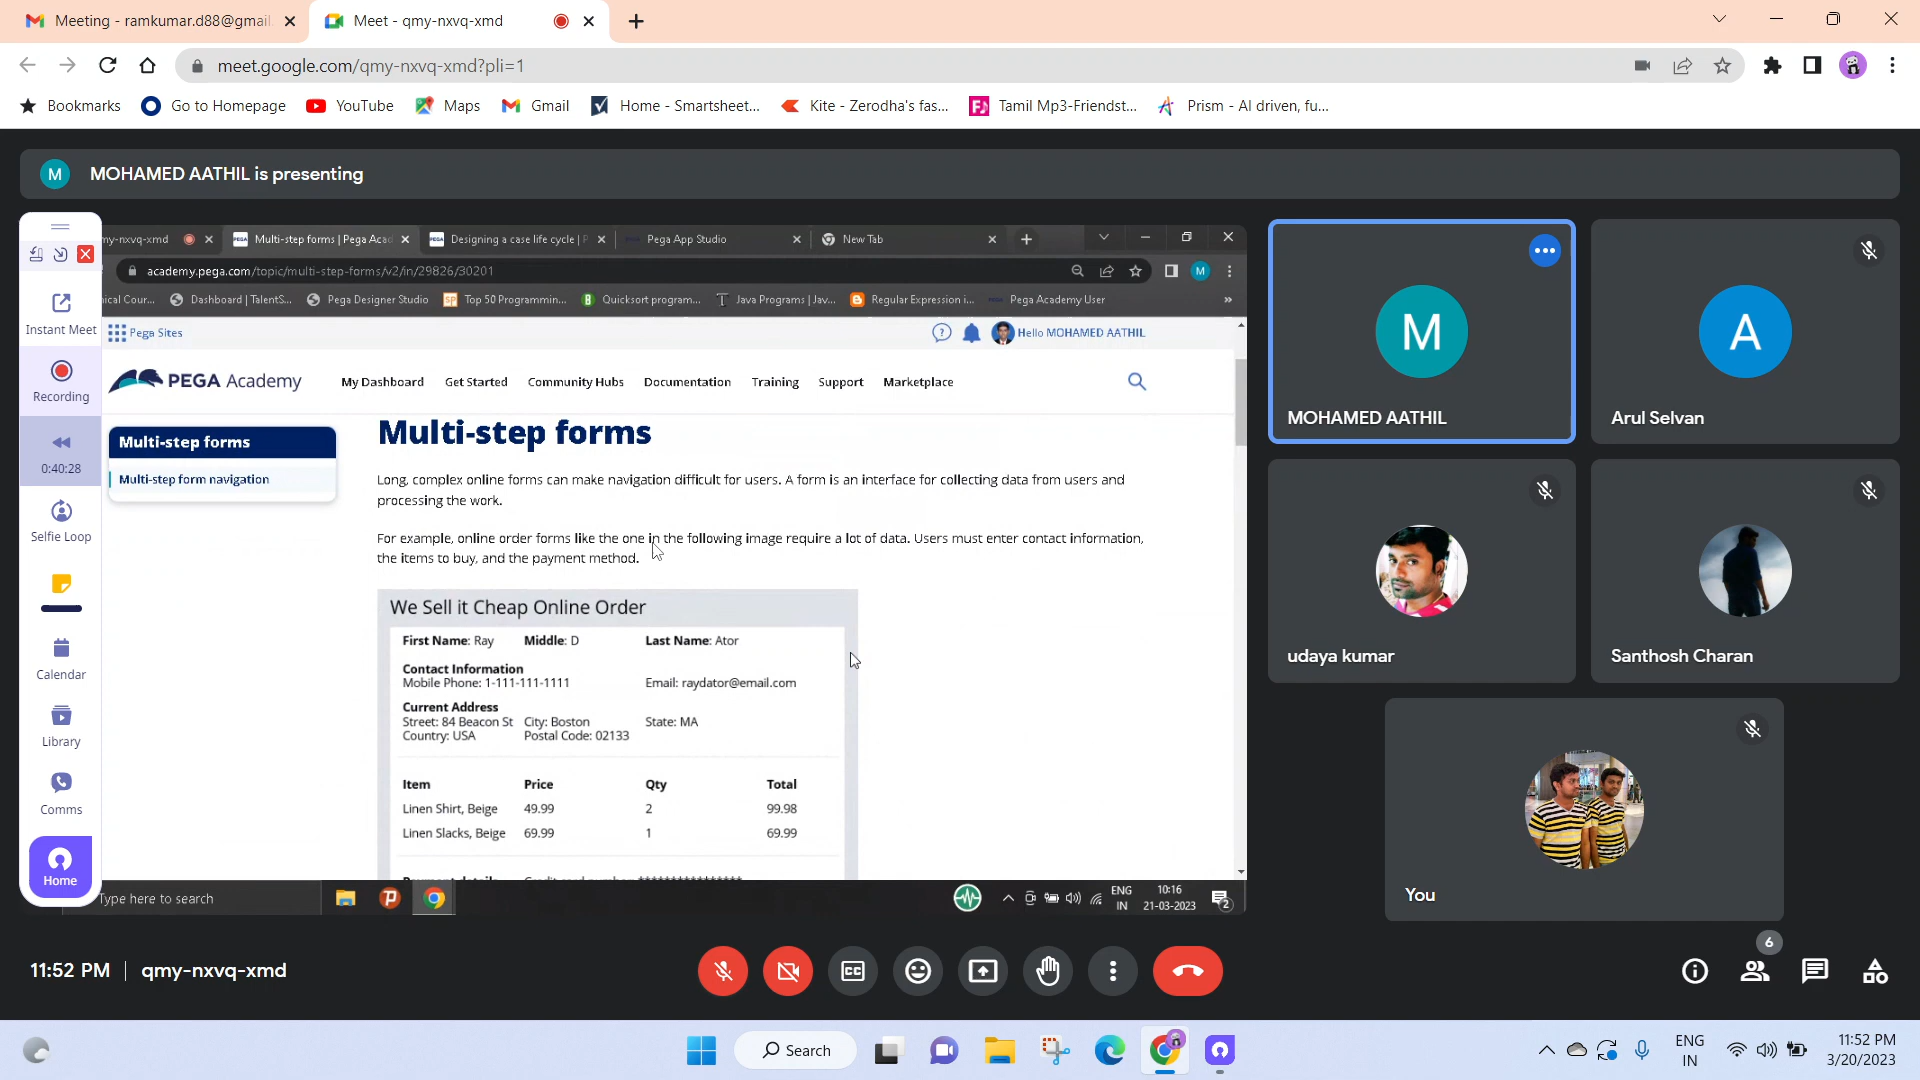 Meeting - ramkumar.d88@gmail
Meet - qmy-nxvq-xmd
meet.google.com/qmy-nxvq-xmd?pli=1
Bookmarks
Go to Homepage
YouTube
Maps
Gmail
Home - Smartsheet...
Kite - Zerodha's fas...
Tamil Mp3-Friendst...
Prism - AI driven, fu...
M
MOHAMED AATHIL is presenting
my-nxvq-xmd
Multi-step forms | Pega Acad
Designing a case life cycle | P
Pega App Studio
New Tab
academy.pega.com/topic/multi-step-forms/v2/in/29826/30201
M
ical Cour...
Dashboard | TalentS...
Pega Designer Studio
Top 50 Programmin...
Quicksort program...
Java Programs | Jav...
Regular Expression i...
Pega Academy User
Pega Sites
Hello MOHAMED AATHIL
PEGA Academy
My Dashboard
Get Started
Community Hubs
Documentation
Training
Support
Marketplace
Multi-step forms
Multi-step form navigation
Multi-step forms
Long, complex online forms can make navigation difficult for users. A form is an interface for collecting data from users and
processing the work.
For example, online order forms like the one in the following image require a lot of data. Users must enter contact information,
the items to buy, and the payment method.
We Sell it Cheap Online Order
First Name: Ray Middle: D Last Name: Ator
Contact Information
Mobile Phone: 1-111-111-1111 Email: raydator@email.com
Current Address
Street: 84 Beacon St City: Boston State: MA
Country: USA Postal Code: 02133
Item Price Qty Total
Linen Shirt, Beige 49.99 2 99.98
Linen Slacks, Beige 69.99 1 69.99
Type here to search
ENG
IN
10:16
21-03-2023
2
Instant Meet
Recording
0:40:28
Selfie Loop
Calendar
Library
Comms
Home
M
MOHAMED AATHIL
A
Arul Selvan
udaya kumar
Santhosh Charan
You
11:52 PM | qmy-nxvq-xmd
6
Search
ENG
IN
11:52 PM
3/20/2023